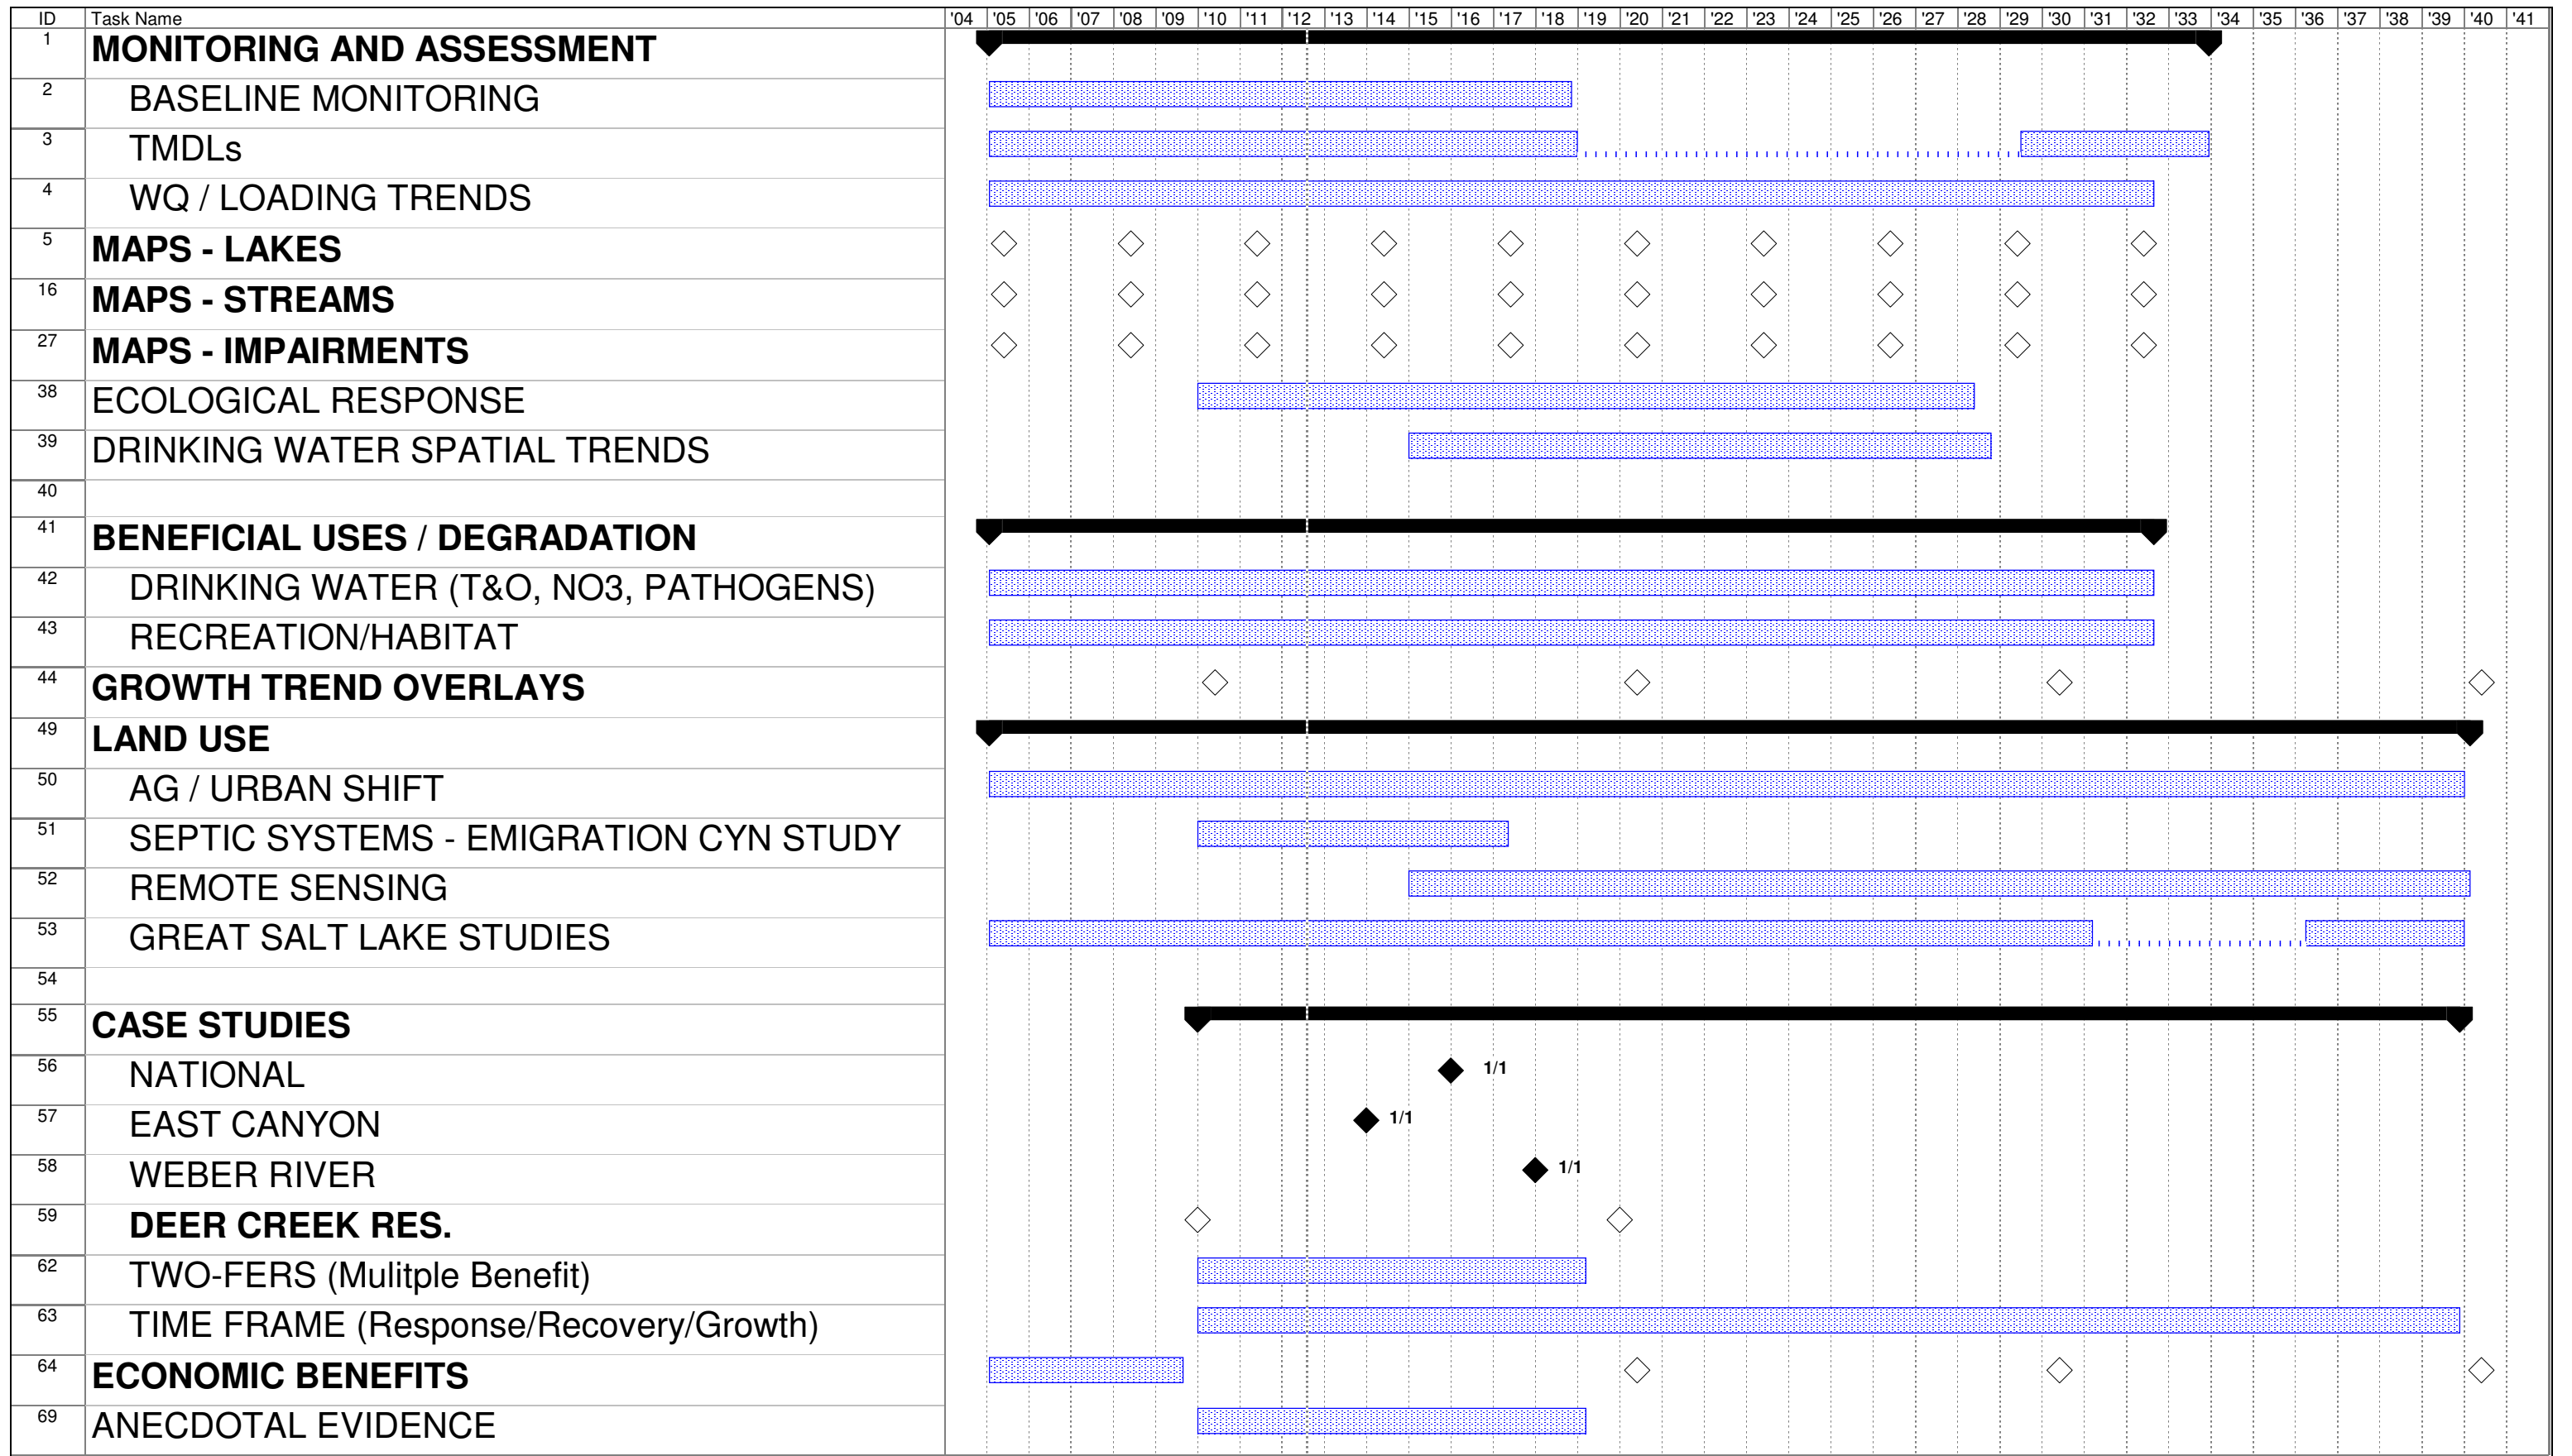 ID Task Name '04 '05 '06 '07 '08 '09 '10 '11 '12 '13 '14 '15 '16 '17 '18 '19 '20 '21 '22 '23 '24 '25 '26 '27 '28 '29 '30 '31 '32 '33 '34 '35 '36 '37 '38 '39 '40 '41
1 MONITORING AND ASSESSMENT
2 BASELINE MONITORING
3 TMDLs
4 WQ / LOADING TRENDS
5 MAPS - LAKES
16 MAPS - STREAMS
27 MAPS - IMPAIRMENTS
38 ECOLOGICAL RESPONSE
39 DRINKING WATER SPATIAL TRENDS
40
41 BENEFICIAL USES / DEGRADATION
42 DRINKING WATER (T&O, NO3, PATHOGENS)
43 RECREATION/HABITAT
44 GROWTH TREND OVERLAYS
49 LAND USE
50 AG / URBAN SHIFT
51 SEPTIC SYSTEMS - EMIGRATION CYN STUDY
52 REMOTE SENSING
53 GREAT SALT LAKE STUDIES
54
55 CASE STUDIES
56 NATIONAL 1/1
57 EAST CANYON 1/1
58 WEBER RIVER 1/1
59 DEER CREEK RES.
62 TWO-FERS (Mulitple Benefit)
63 TIME FRAME (Response/Recovery/Growth)
64 ECONOMIC BENEFITS
69 ANECDOTAL EVIDENCE